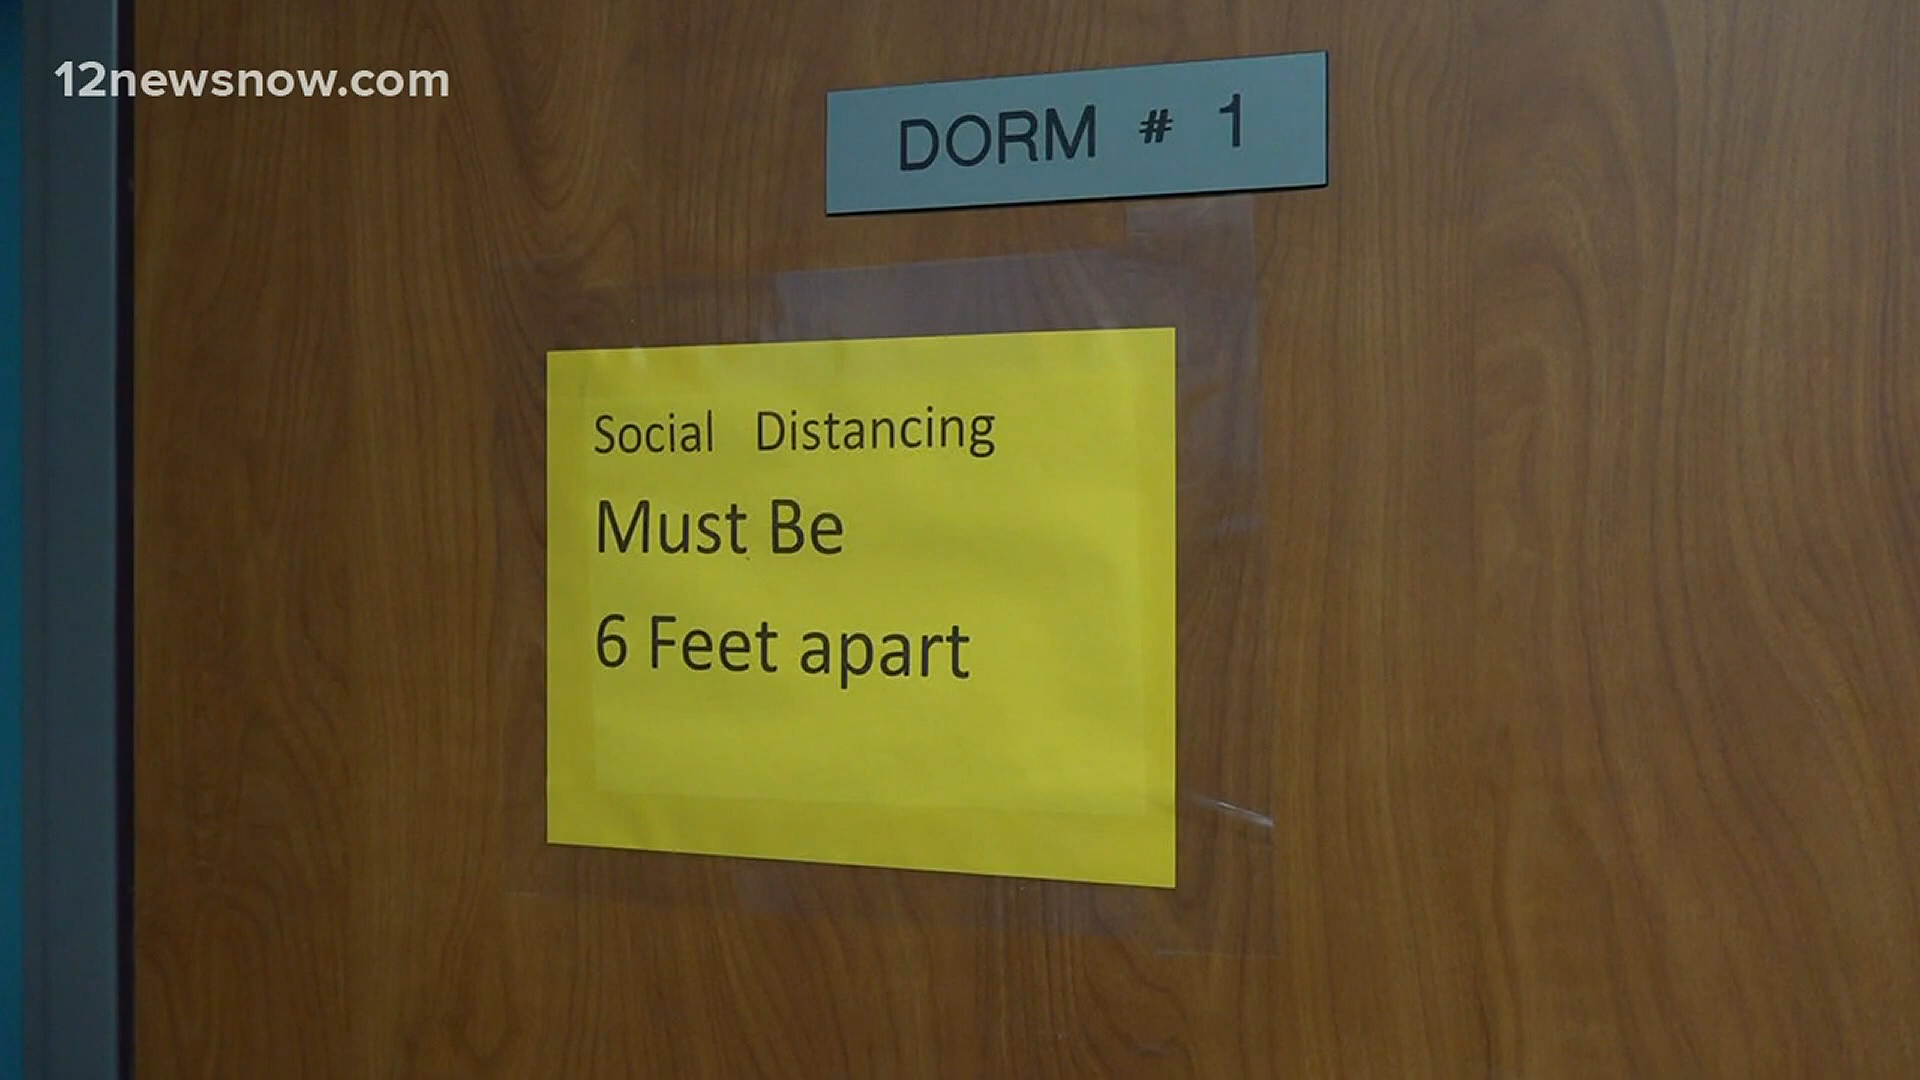 12newsnow.com
DORM # 1
Social Distancing
Must Be
6 Feet apart